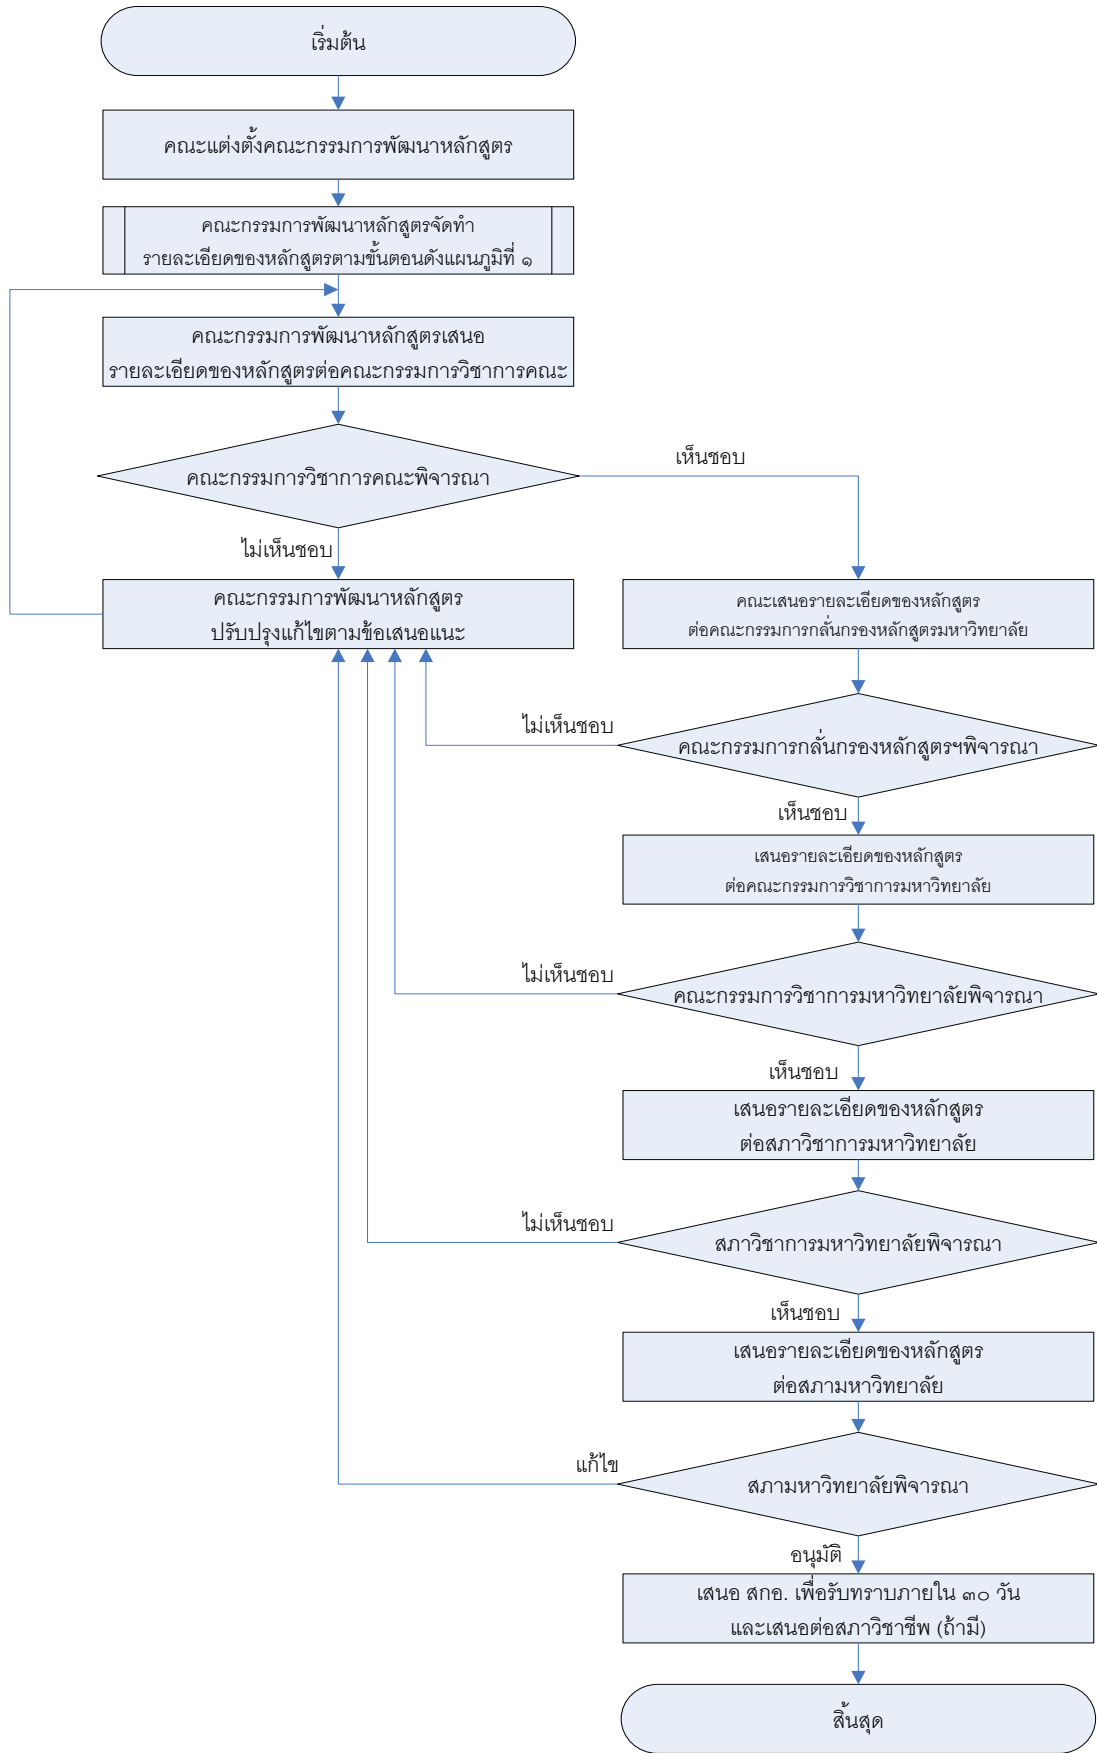 เริ่มต้น
คณะแต่งตั้งคณะกรรมการพัฒนาหลักสูตร
คณะกรรมการพัฒนาหลักสูตรจัดทำ
รายละเอียดของหลักสูตรตามขั้นตอนดังแผนภูมิที่ ๑
คณะกรรมการพัฒนาหลักสูตรเสนอ
รายละเอียดของหลักสูตรต่อคณะกรรมการวิชาการคณะ
คณะกรรมการวิชาการคณะพิจารณา
เห็นชอบ
ไม่เห็นชอบ
คณะกรรมการพัฒนาหลักสูตร
ปรับปรุงแก้ไขตามข้อเสนอแนะ
คณะเสนอรายละเอียดของหลักสูตร
ต่อคณะกรรมการกลั่นกรองหลักสูตรมหาวิทยาลัย
ไม่เห็นชอบ
คณะกรรมการกลั่นกรองหลักสูตรฯพิจารณา
เห็นชอบ
เสนอรายละเอียดของหลักสูตร
ต่อคณะกรรมการวิชาการมหาวิทยาลัย
ไม่เห็นชอบ
คณะกรรมการวิชาการมหาวิทยาลัยพิจารณา
เห็นชอบ
เสนอรายละเอียดของหลักสูตร
ต่อสภาวิชาการมหาวิทยาลัย
ไม่เห็นชอบ
สภาวิชาการมหาวิทยาลัยพิจารณา
เห็นชอบ
เสนอรายละเอียดของหลักสูตร
ต่อสภามหาวิทยาลัย
แก้ไข
สภามหาวิทยาลัยพิจารณา
อนุมัติ
เสนอ สกอ. เพื่อรับทราบภายใน ๓๐ วัน
และเสนอต่อสภาวิชาชีพ (ถ้ามี)
สิ้นสุด